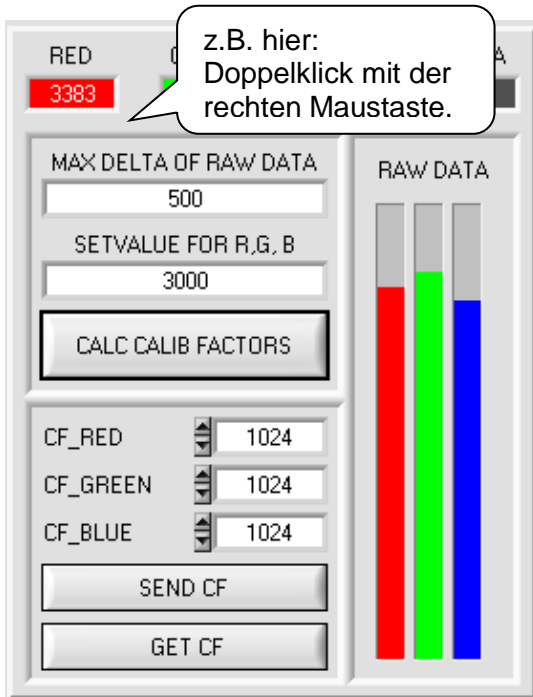 RED
3383
z.B. hier:
Doppelklick mit der
rechten Maustaste.
MAX DELTA OF RAW DATA
500
SETVALUE FOR R,G, B
3000
CALC CALIB FACTORS
RAW DATA
CF_RED 1024
CF_GREEN 1024
CF_BLUE 1024
SEND CF
GET CF